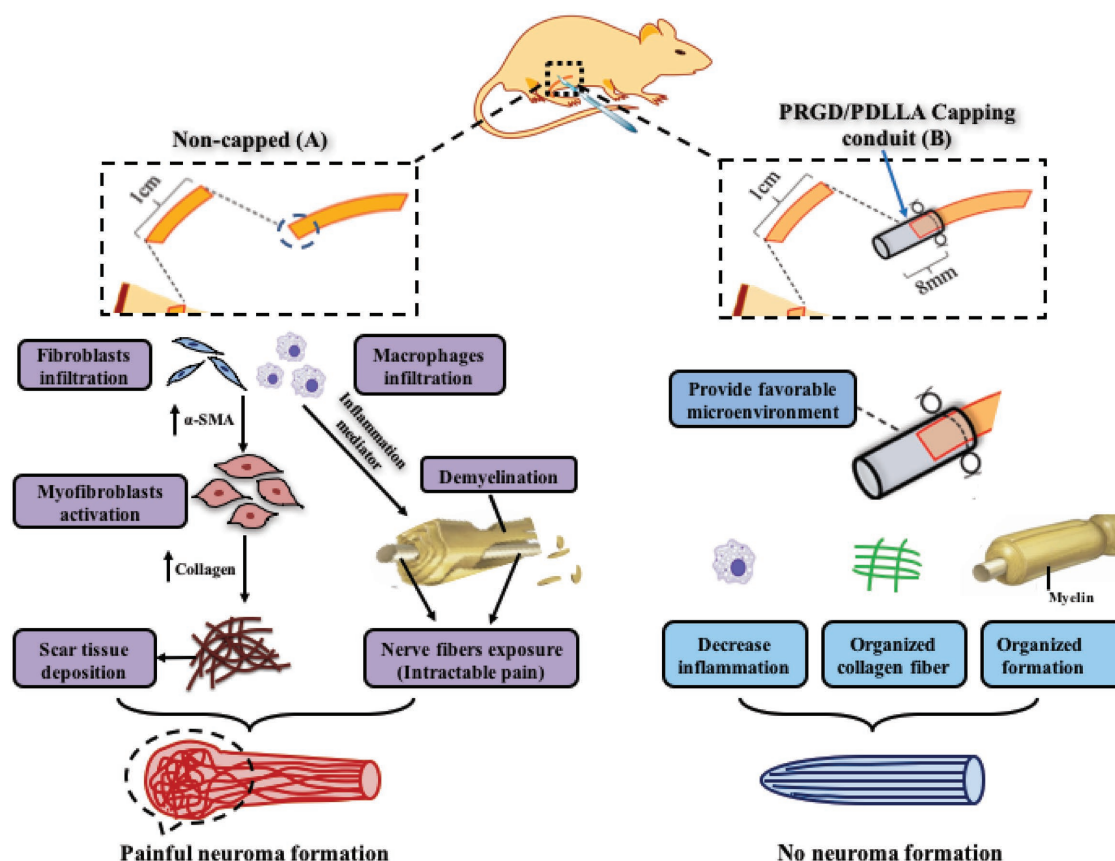 Non-capped (A)
PRGD/PDLLA Capping
conduit (B)
1cm
1cm
8mm
Fibroblasts
infiltration
Macrophages
infiltration
α-SMA
Inflammation
mediator
Myofibroblasts
activation
Demyelination
Collagen
Scar tissue
deposition
Nerve fibers exposure
(Intractable pain)
Painful neuroma formation
Provide favorable
microenvironment
Myelin
Decrease
inflammation
Organized
collagen fiber
Organized
formation
No neuroma formation